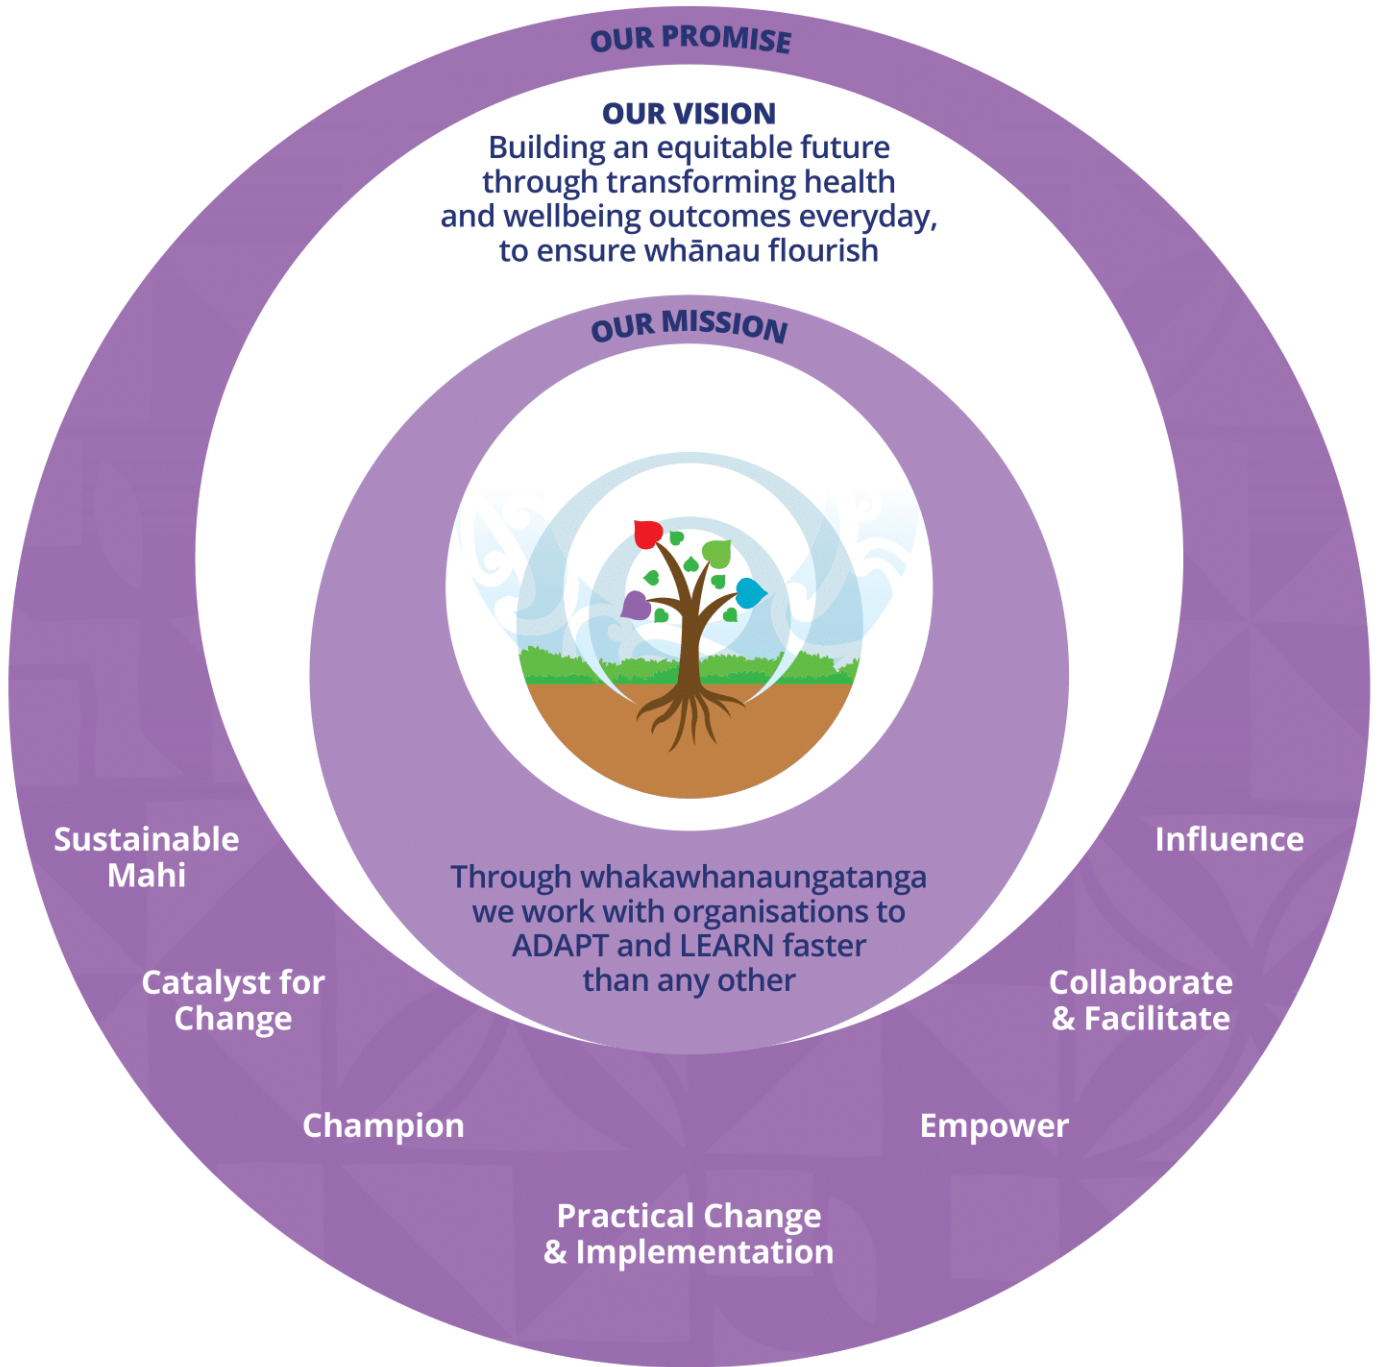 OUR PROMISE
OUR VISION
Building an equitable future
through transforming health
and wellbeing outcomes everyday,
to ensure whānau flourish
OUR MISSION
Through whakawhanaungatanga
we work with organisations to
ADAPT and LEARN faster
than any other
Sustainable
Mahi
Catalyst for
Change
Champion
Practical Change
& Implementation
Empower
Collaborate
& Facilitate
Influence